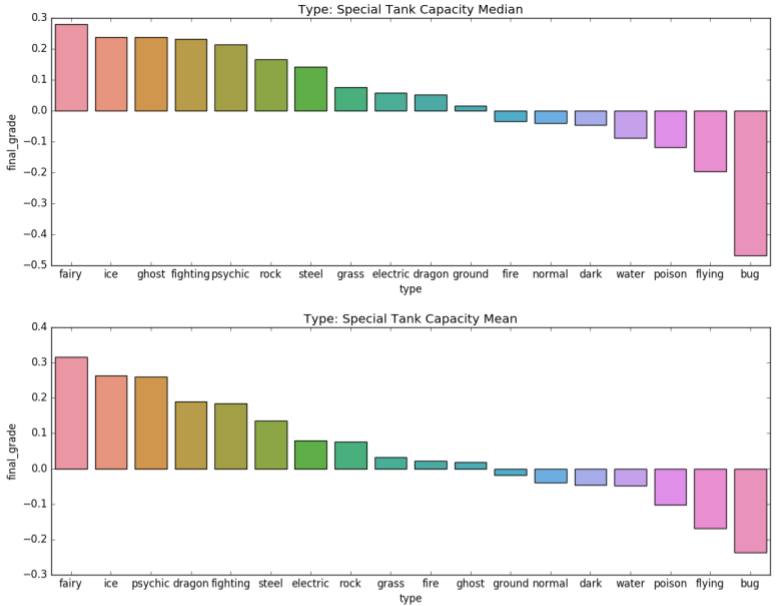 Type: Special Tank Capacity Median
0.3
0.2
0.1
0.0
−0.1
−0.2
−0.3
−0.4
−0.5
final_grade
fairy ice ghost fighting psychic rock steel grass electric dragon ground fire normal dark water poison flying bug
type
Type: Special Tank Capacity Mean
0.4
0.3
0.2
0.1
0.0
−0.1
−0.2
−0.3
final_grade
fairy ice psychic dragon fighting steel electric rock grass fire ghost ground normal dark water poison flying bug
type